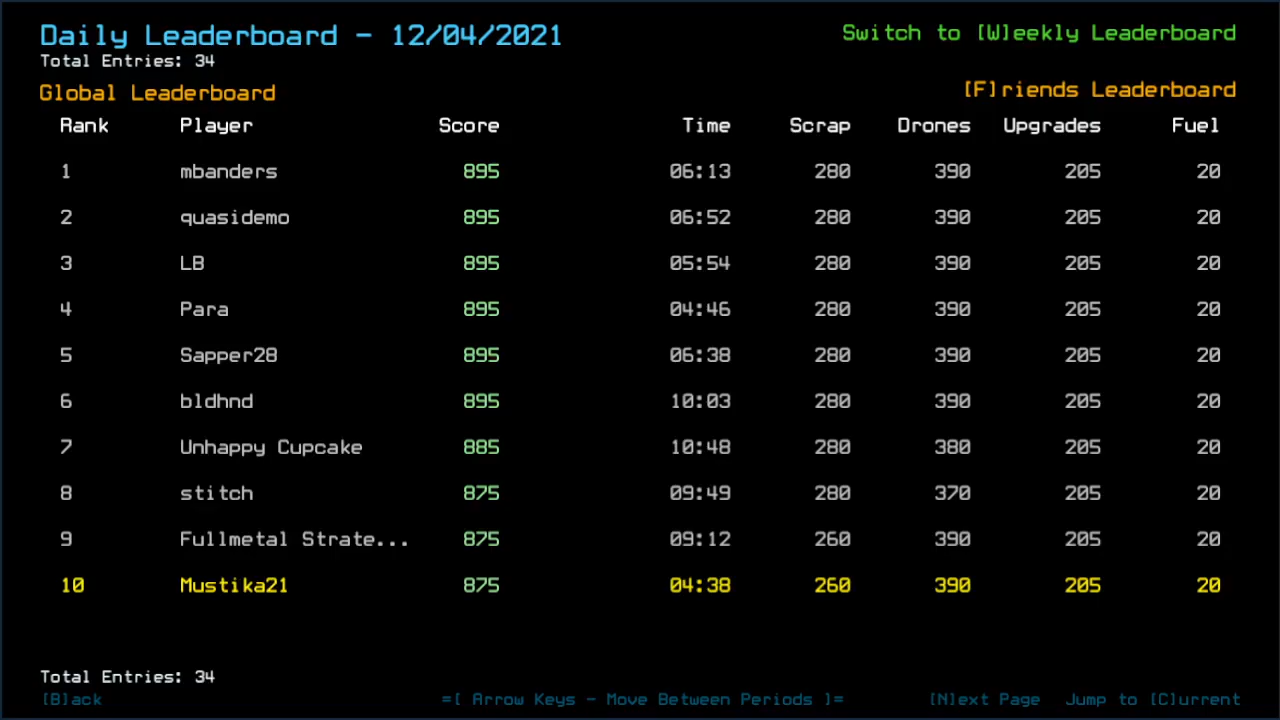 Daily Leaderboard - 12/04/2021 Switch to [W]eekly Leaderboard
Total Entries: 34
Global Leaderboard [F]riends Leaderboard
Rank Player Score Time Scrap Drones Upgrades Fuel
1 mbanders 895 06:13 280 390 205 20
2 quasidemo 895 06:52 280 390 205 20
3 LB 895 05:54 280 390 205 20
4 Para 895 04:46 280 390 205 20
5 Sapper28 895 06:38 280 390 205 20
6 bldhnd 895 10:03 280 390 205 20
7 Unhappy Cupcake 885 10:48 280 380 205 20
8 stitch 875 09:49 280 370 205 20
9 Fullmetal Strate... 875 09:12 260 390 205 20
10 Mustika21 875 04:38 260 390 205 20
Total Entries: 34
[B]ack =[ Arrow Keys - Move Between Periods ]= [N]ext Page Jump to [C]urrent